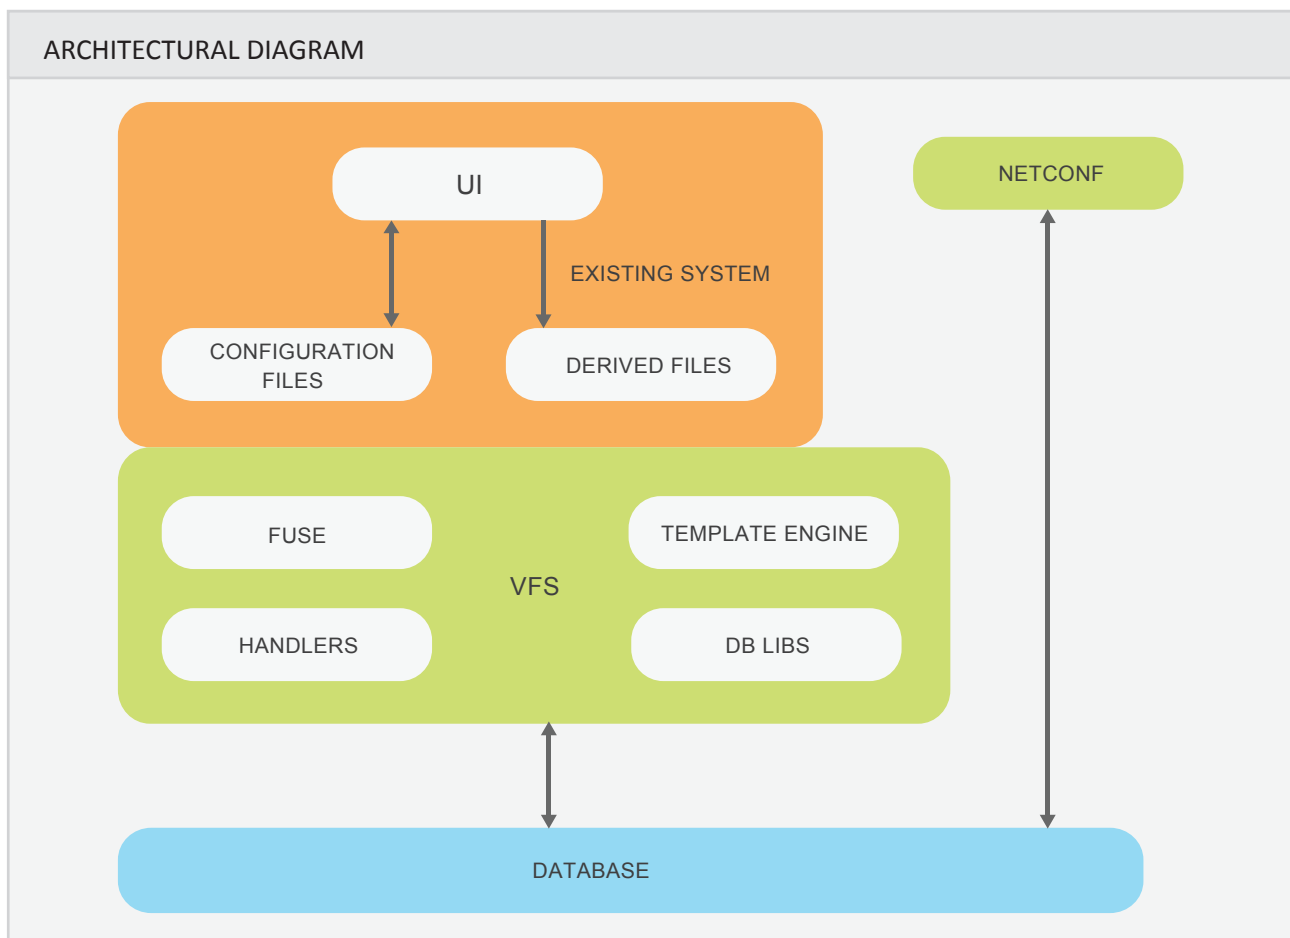 ARCHITECTURAL DIAGRAM
UI
NETCONF
EXISTING SYSTEM
CONFIGURATION
FILES
DERIVED FILES
FUSE
TEMPLATE ENGINE
VFS
HANDLERS
DB LIBS
DATABASE